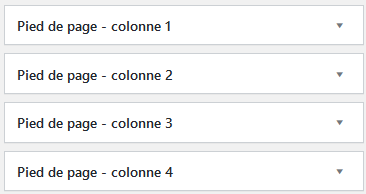 Pied de page - colonne 1
Pied de page - colonne 2
Pied de page - colonne 3
Pied de page - colonne 4